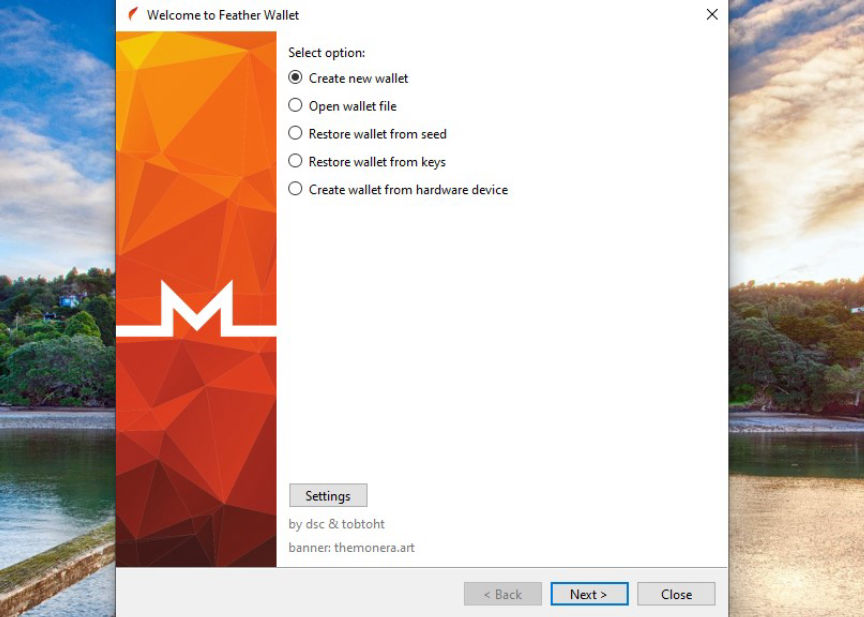 Welcome to Feather Wallet
Select option:
Create new wallet
Open wallet file
Restore wallet from seed
Restore wallet from keys
Create wallet from hardware device
Settings
by dsc & tobtoht
banner: themonera.art
< Back
Next >
Close